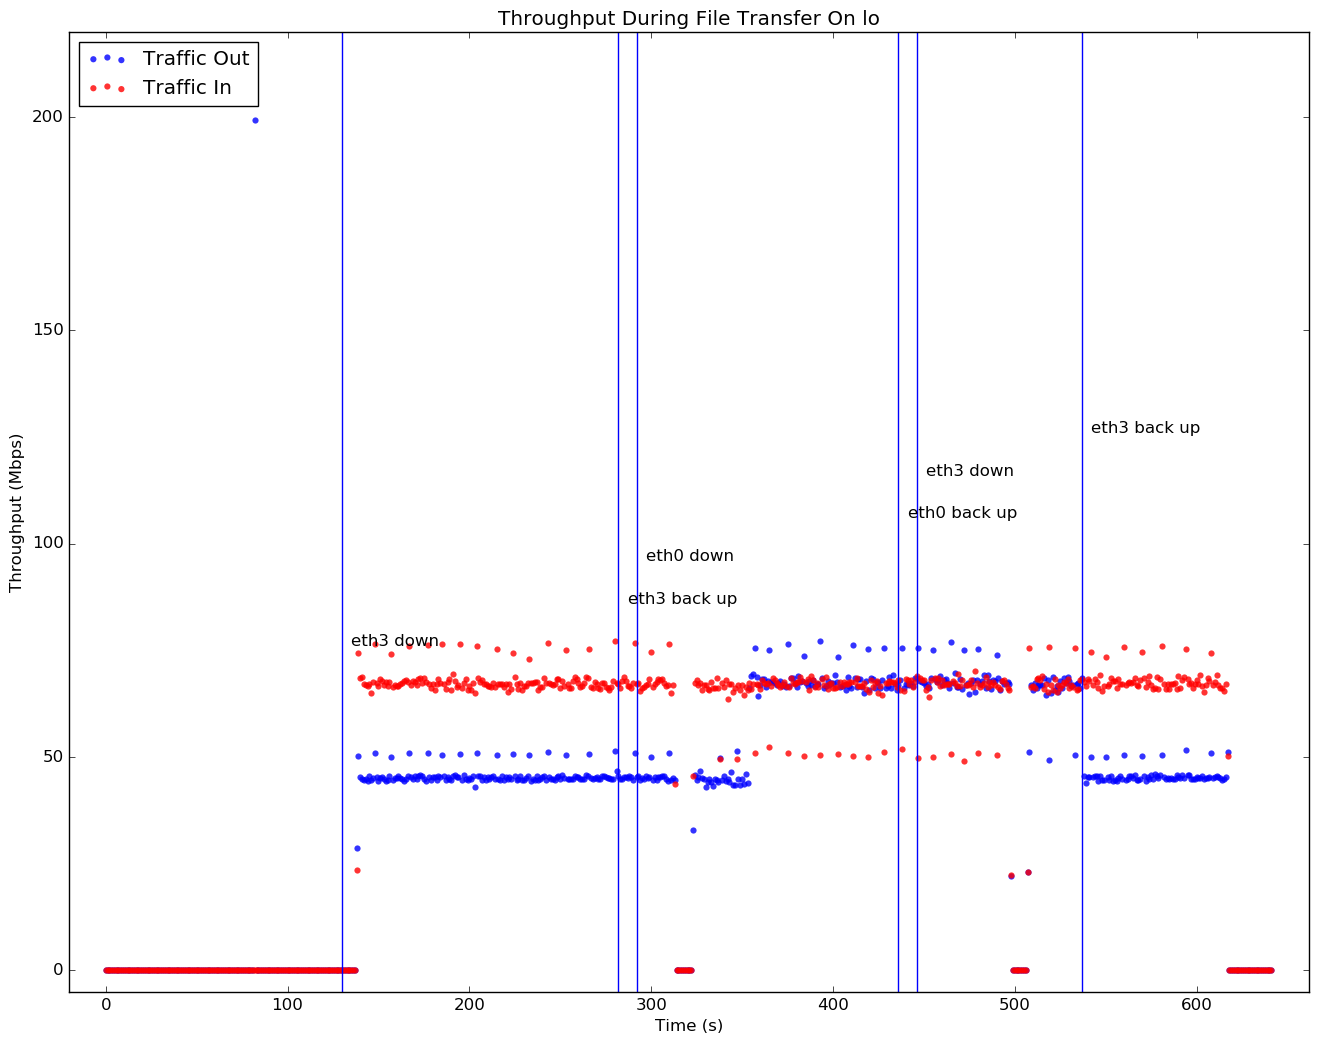 Throughput During File Transfer On lo
Traffic Out
Traffic In
200
150
100
50
0
Throughput (Mbps)
eth3 back up
eth3 down
eth0 back up
eth0 down
eth3 back up
eth3 down
0
100
200
300
400
500
600
Time (s)